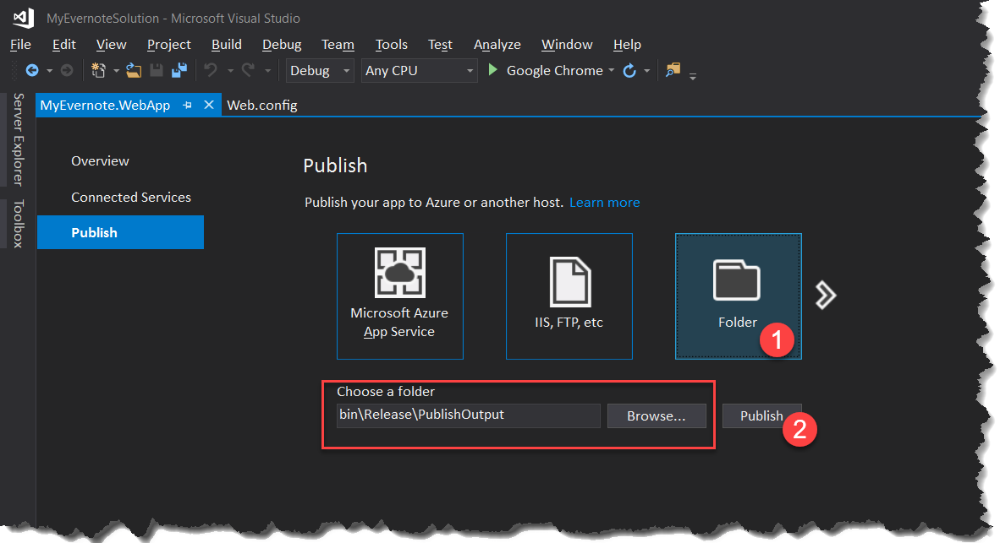 MyEvernoteSolution - Microsoft Visual Studio
File Edit View Project Build Debug Team Tools Test Analyze Window Help
Debug Any CPU Google Chrome
Server Explorer
Toolbox
MyEvernote.WebApp Web.config
Overview
Connected Services
Publish
Publish
Publish your app to Azure or another host. Learn more
Microsoft Azure
App Service
IIS, FTP, etc
Folder
1
Choose a folder
bin\Release\PublishOutput Browse... Publish
2